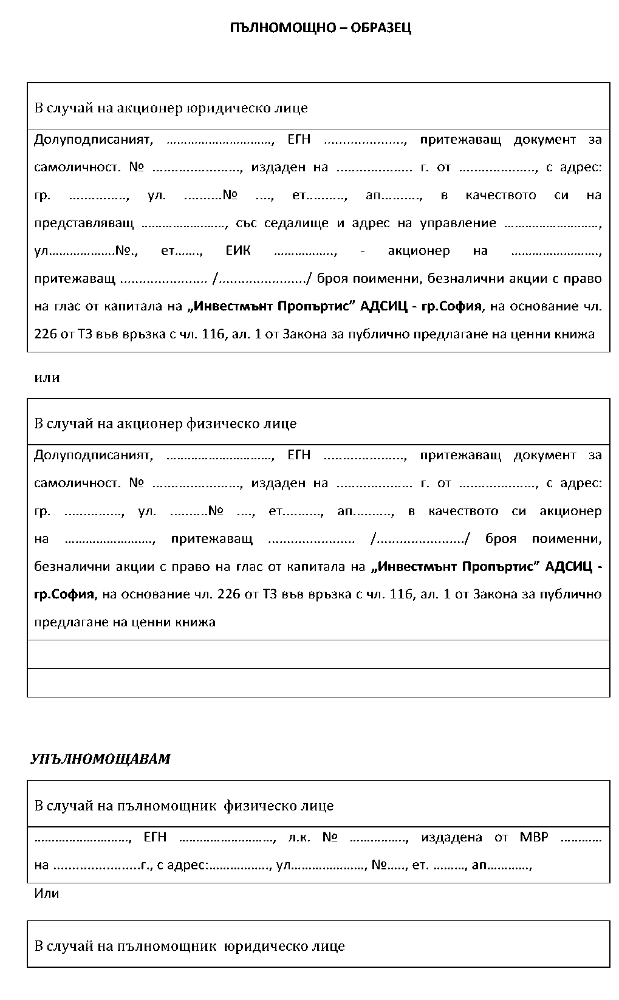 ПЪЛНОМОЩНО – ОБРАЗЕЦ
В случай на акционер юридическо лице
Долуподписаният, …………………………, ЕГН ....................., притежаващ документ за
самоличност. № ......................., издаден на .................... г. от ...................., с адрес:
гр. ..............., ул. ..........№ ...., ет.........., ап.........., в качеството си на
представляващ ……………………, със седалище и адрес на управление ………………………,
ул……………….№., ет……., ЕИК …………….., - акционер на …………………….,
притежаващ ....................... /......................./ броя поименни, безналични акции с право
на глас от капитала на „Инвестмънт Пропъртис” АДСИЦ - гр.София, на основание чл.
226 от ТЗ във връзка с чл. 116, ал. 1 от Закона за публично предлагане на ценни книжа
или
В случай на акционер физическо лице
Долуподписаният, …………………………, ЕГН ....................., притежаващ документ за
самоличност. № ......................., издаден на .................... г. от ...................., с адрес:
гр. ..............., ул. ..........№ ...., ет.........., ап.........., в качеството си акционер
на ……………………., притежаващ ....................... /......................./ броя поименни,
безналични акции с право на глас от капитала на „Инвестмънт Пропъртис” АДСИЦ -
гр.София, на основание чл. 226 от ТЗ във връзка с чл. 116, ал. 1 от Закона за публично
предлагане на ценни книжа
УПЪЛНОМОЩАВАМ
В случай на пълномощник физическо лице
………………………, ЕГН ………………………, л.к. № ……………., издадена от МВР …………
на .......................г., с адрес:…………….., ул…………………, №….., ет. ………, ап…………,
Или
В случай на пълномощник юридическо лице